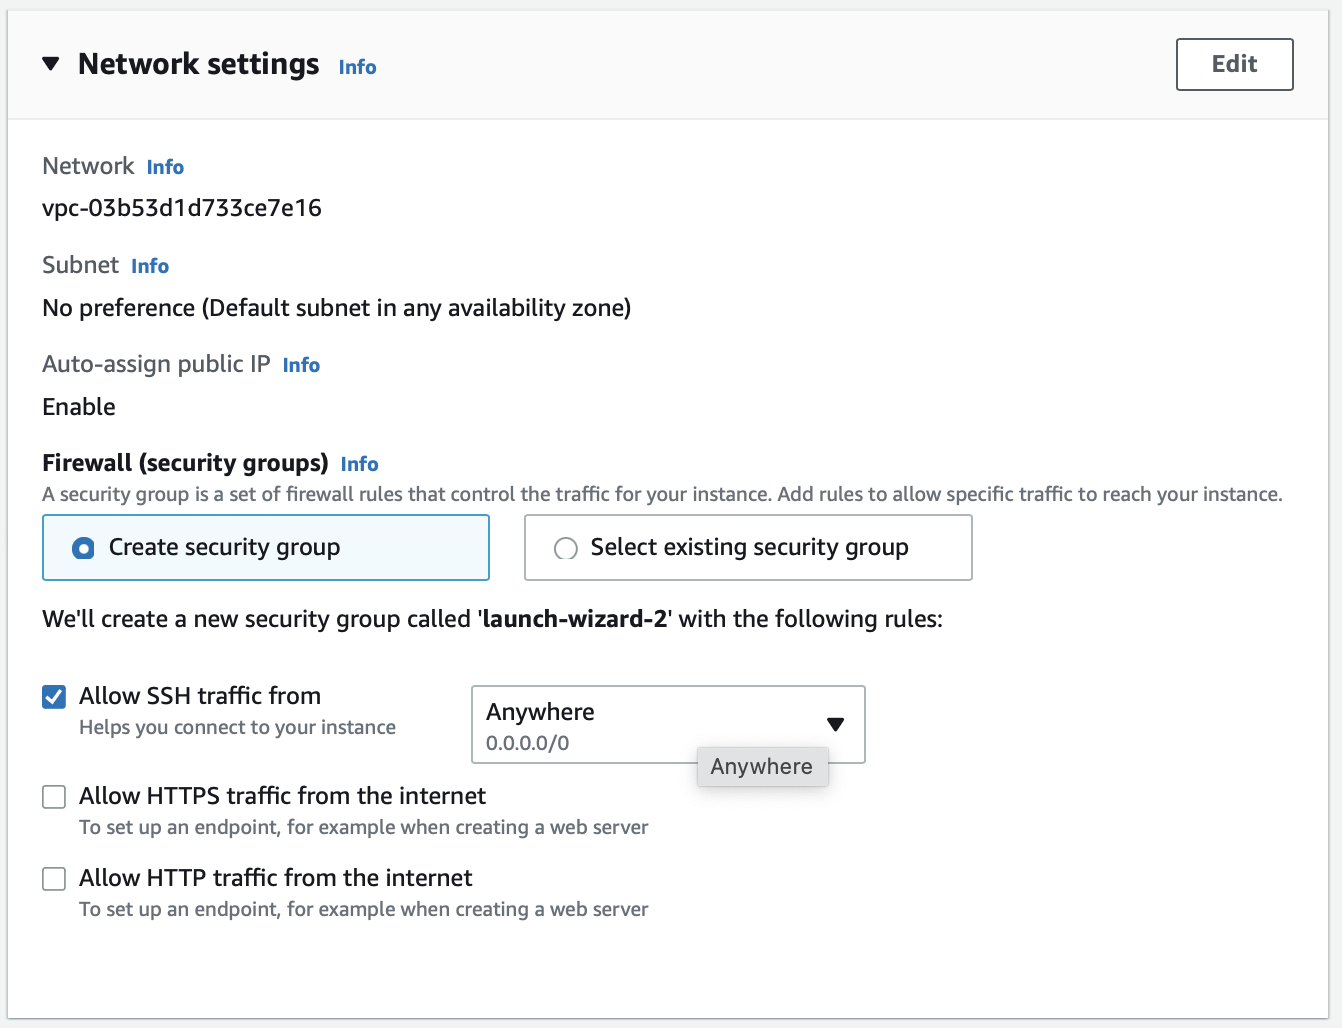 Network settings Info
Edit
Network Info
vpc-03b53d1d733ce7e16
Subnet Info
No preference (Default subnet in any availability zone)
Auto-assign public IP Info
Enable
Firewall (security groups) Info
A security group is a set of firewall rules that control the traffic for your instance. Add rules to allow specific traffic to reach your instance.
Create security group
Select existing security group
We'll create a new security group called 'launch-wizard-2' with the following rules:
Allow SSH traffic from
Helps you connect to your instance
Anywhere
0.0.0.0/0
Anywhere
Allow HTTPS traffic from the internet
To set up an endpoint, for example when creating a web server
Allow HTTP traffic from the internet
To set up an endpoint, for example when creating a web server